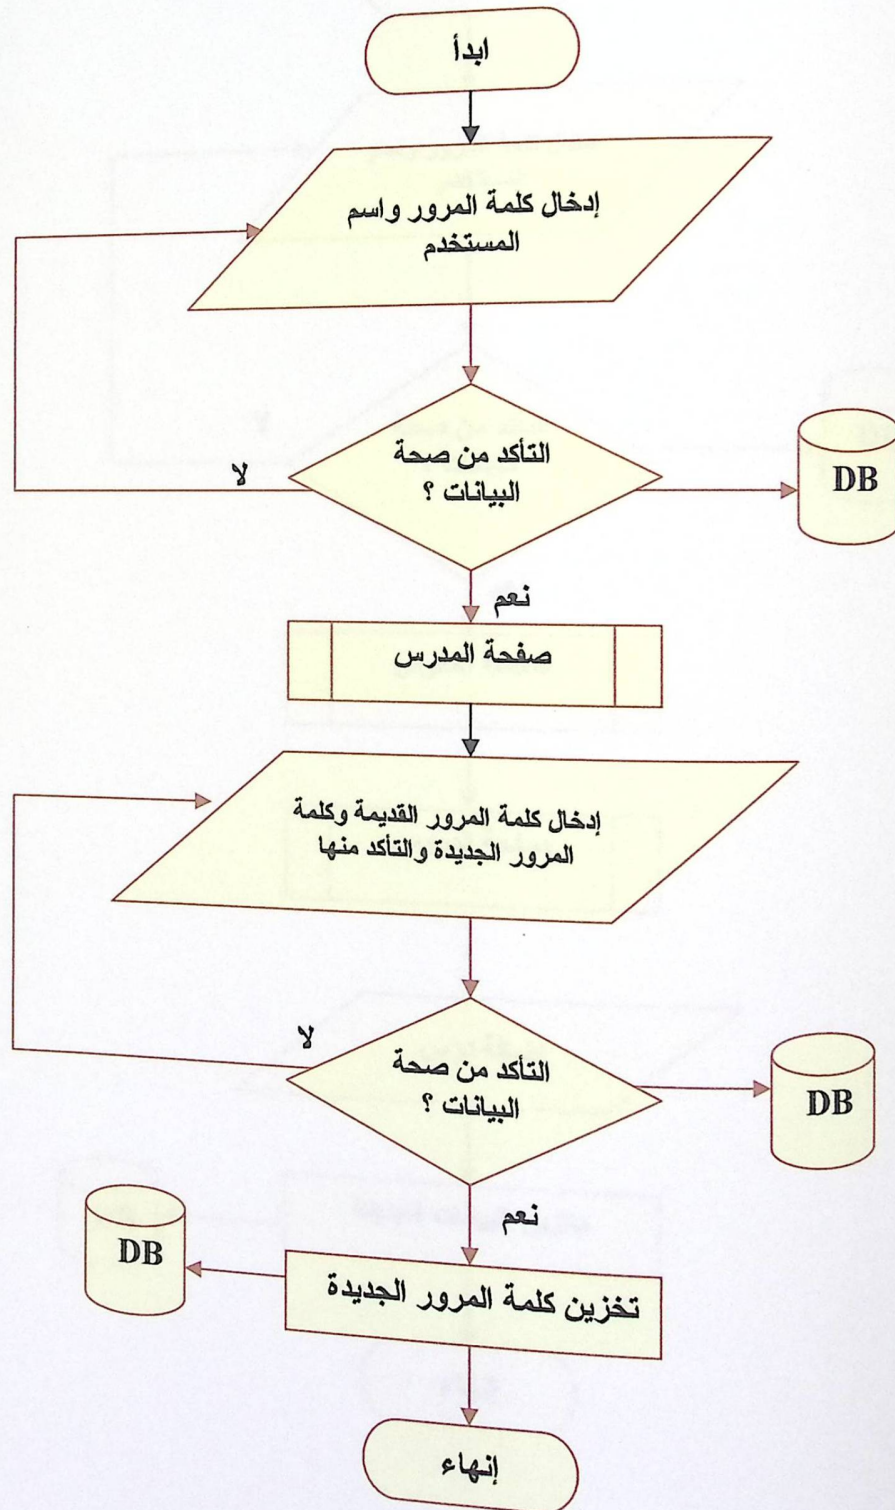 ابدأ
إدخال كلمة المرور واسم
المستخدم
التأكد من صحة
البيانات ؟
لا
DB
نعم
صفحة المدرس
إدخال كلمة المرور القديمة وكلمة
المرور الجديدة والتأكد منها
لا
التأكد من صحة
البيانات ؟
DB
نعم
DB
تخزين كلمة المرور الجديدة
إنهاء